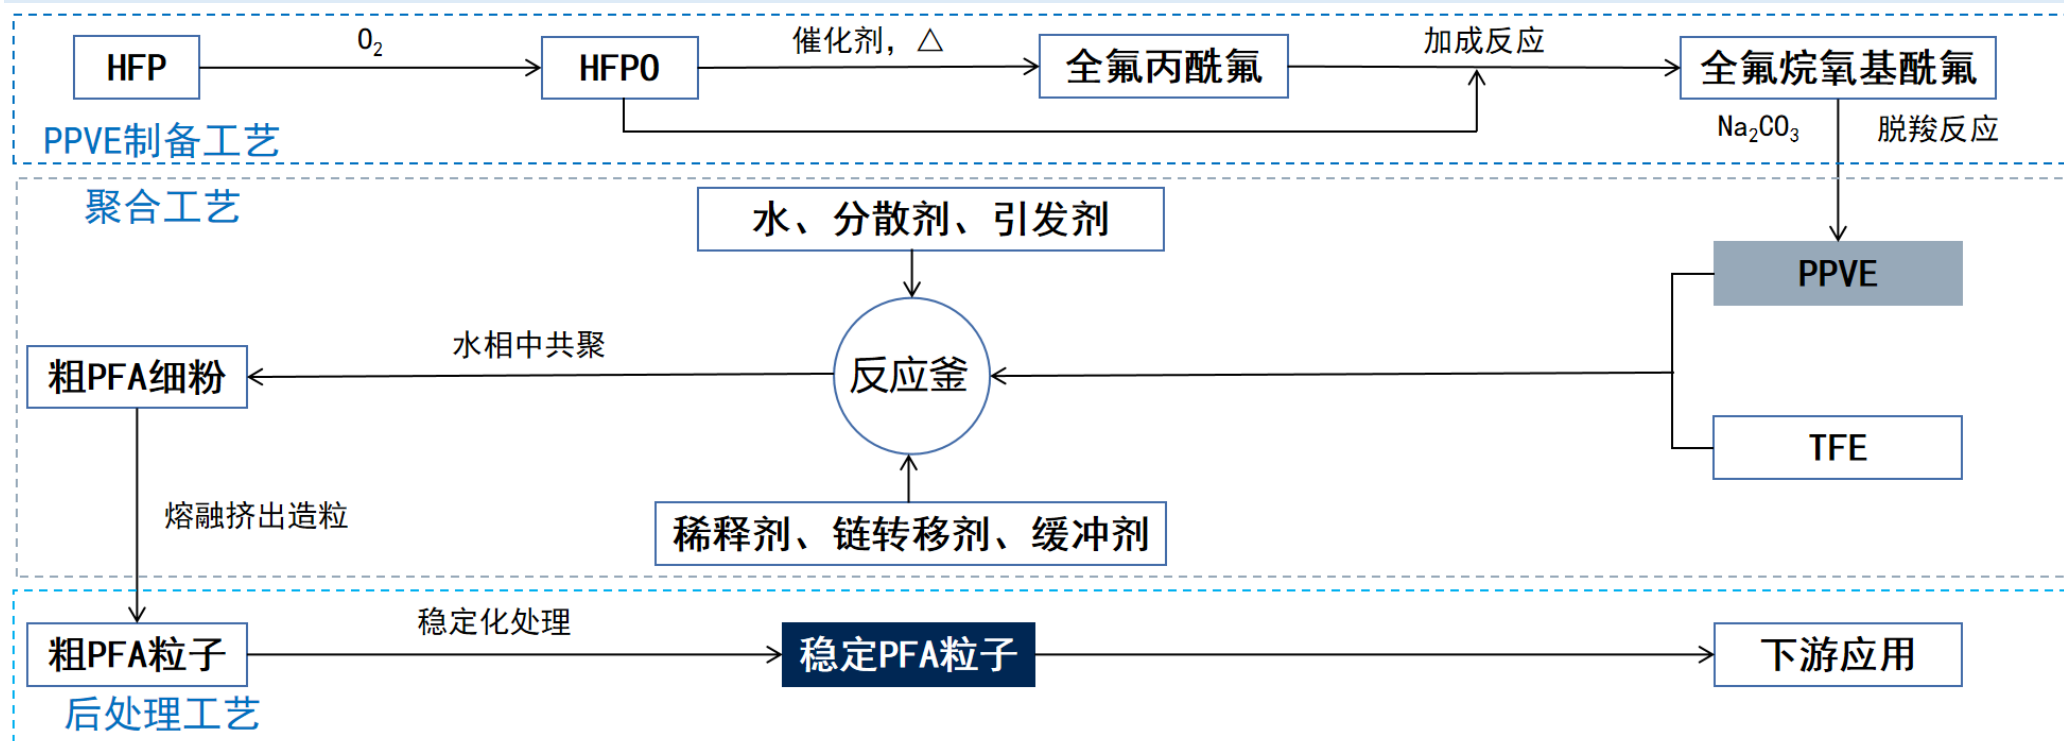 HFP
O₂
HFPO
催化剂，△
全氟丙酰氟
加成反应
全氟烷氧基酰氟
PPVE制备工艺
Na₂CO₃
脱羧反应
聚合工艺
水、分散剂、引发剂
PPVE
水相中共聚
反应釜
粗PFA细粉
TFE
熔融挤出造粒
稀释剂、链转移剂、缓冲剂
稳定化处理
粗PFA粒子
稳定PFA粒子
下游应用
后处理工艺